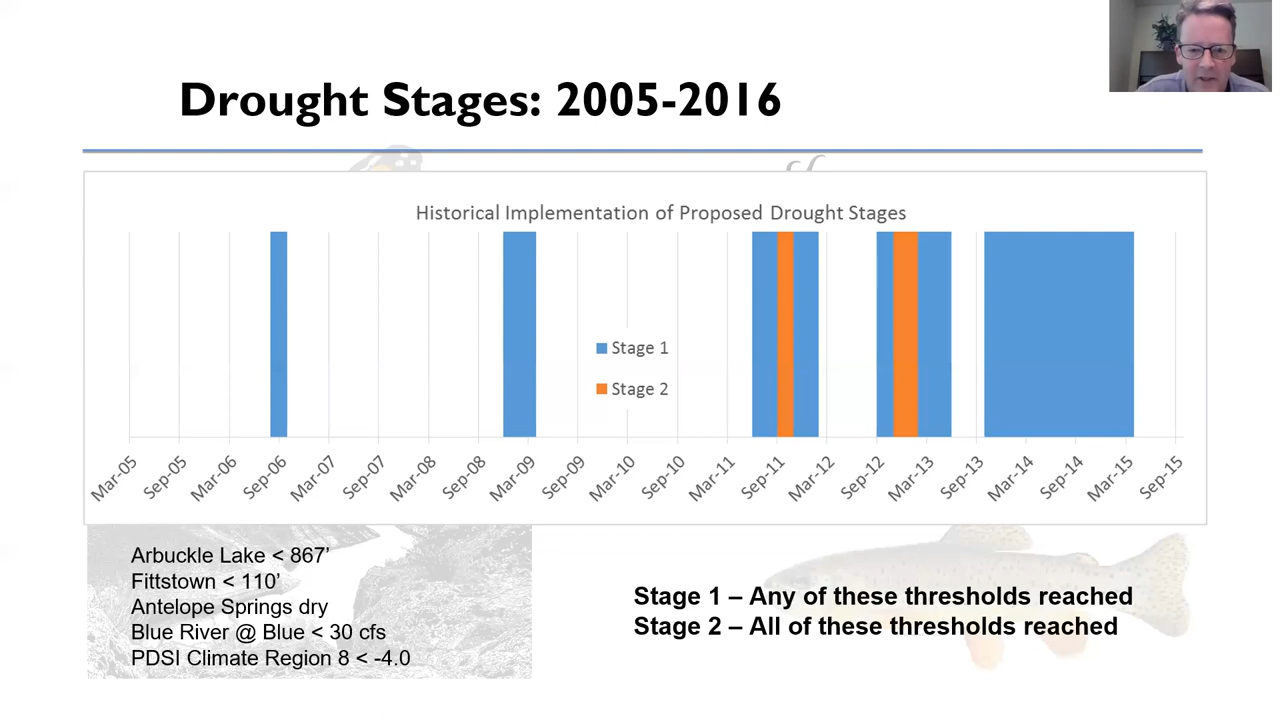 Drought Stages: 2005-2016
Historical Implementation of Proposed Drought Stages
Stage 1
Stage 2
Mar-05
Sep-05
Mar-06
Sep-06
Mar-07
Sep-07
Mar-08
Sep-08
Mar-09
Sep-09
Mar-10
Sep-10
Mar-11
Sep-11
Mar-12
Sep-12
Mar-13
Sep-13
Mar-14
Sep-14
Mar-15
Sep-15
Arbuckle Lake < 867’
Fittstown < 110’
Antelope Springs dry
Blue River @ Blue < 30 cfs
PDSI Climate Region 8 < -4.0
Stage 1 – Any of these thresholds reached
Stage 2 – All of these thresholds reached